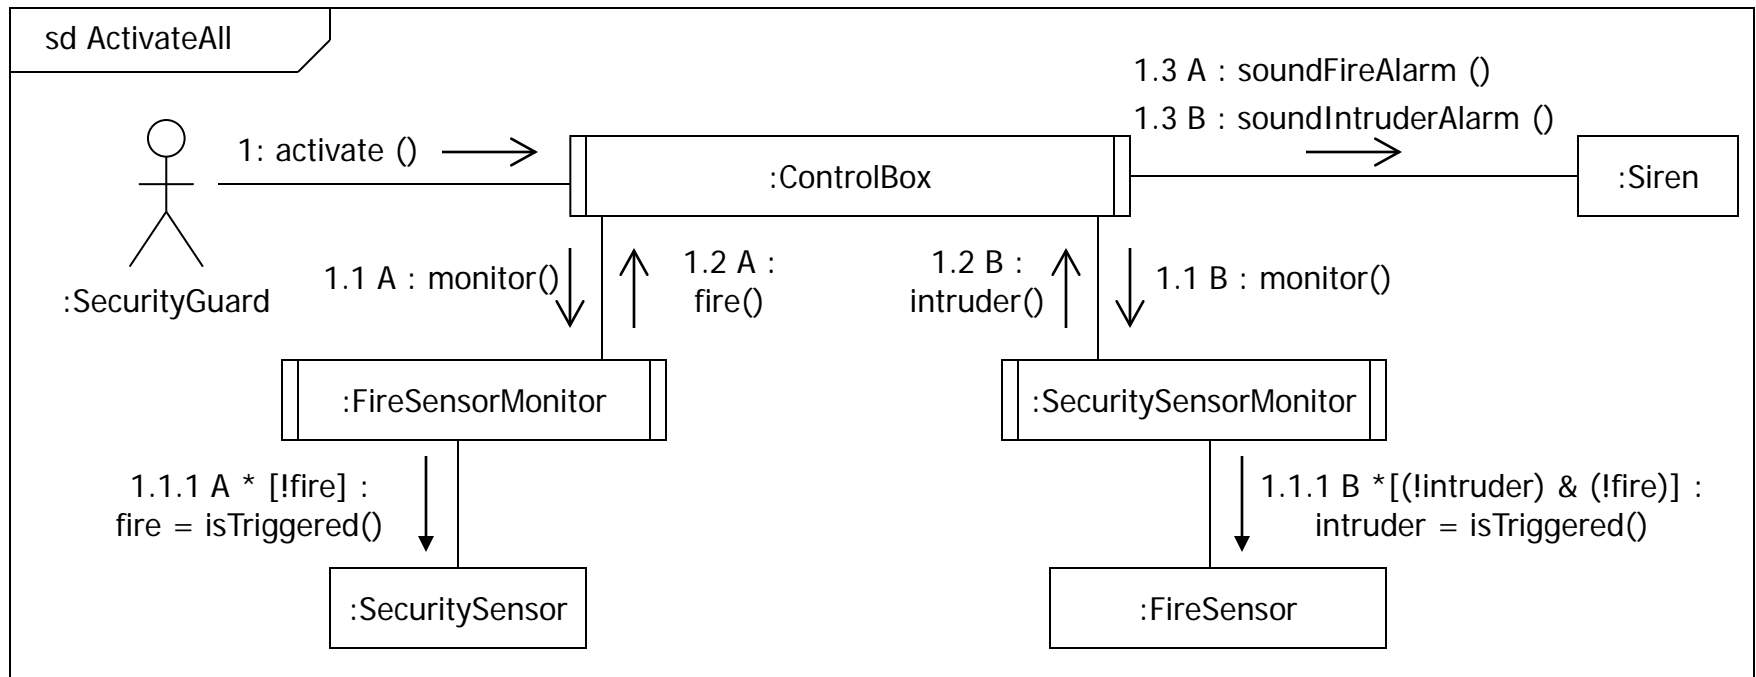 sd ActivateAll
1.3 A : soundFireAlarm ()
1.3 B : soundIntruderAlarm ()
1: activate ()
:ControlBox
:Siren
:SecurityGuard
1.1 A : monitor()
1.2 A :
fire()
1.2 B :
intruder()
1.1 B : monitor()
:FireSensorMonitor
:SecuritySensorMonitor
1.1.1 A * [!fire] :
fire = isTriggered()
1.1.1 B *[(!intruder) & (!fire)] :
intruder = isTriggered()
:SecuritySensor
:FireSensor